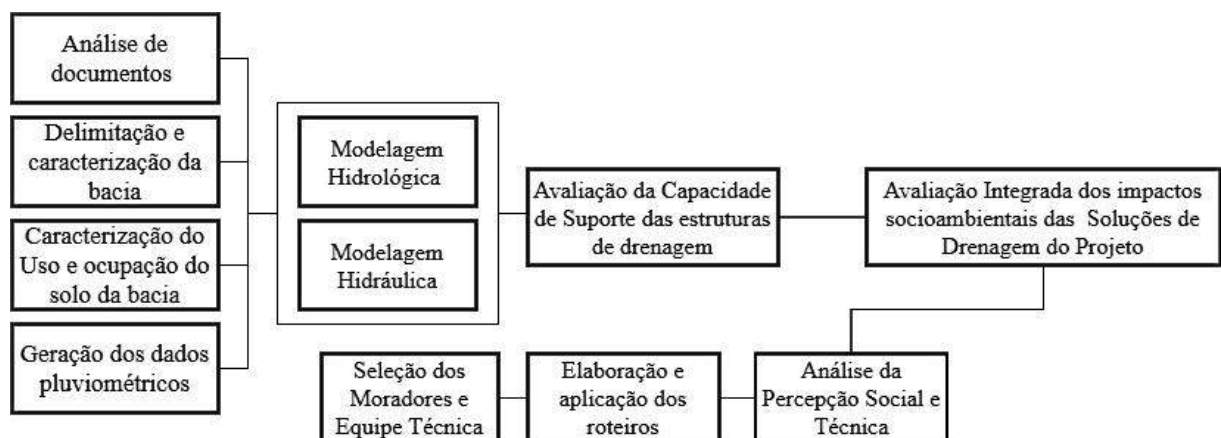 Análise de
documentos
Delimitação e
caracterização da
bacia
Caracterização do
Uso e ocupação do
solo da bacia
Geração dos dados
pluviométricos
Modelagem
Hidrológica
Modelagem
Hidráulica
Avaliação da Capacidade
de Suporte das estruturas
de drenagem
Avaliação Integrada dos impactos
socioambientais das Soluções de
Drenagem do Projeto
Seleção dos
Moradores e
Equipe Técnica
Elaboração e
aplicação dos
roteiros
Análise da
Percepção Social e
Técnica